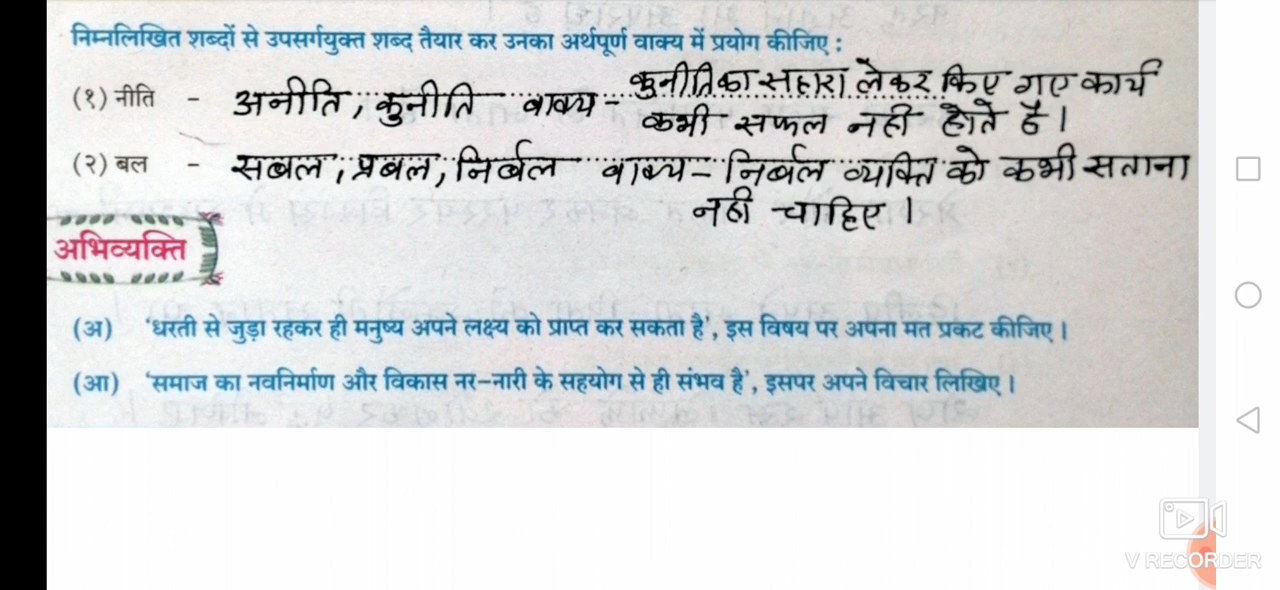 निम्नलिखित शब्दों से उपसर्गयुक्त शब्द तैयार कर उनका अर्थपूर्ण वाक्य में प्रयोग कीजिए :
(१) नीति - अनीति, कुनीति वाक्य- कुनीति का सहारा लेकर किए गए कार्य
कभी सफल नही होते है।
(२) बल - सबल, प्रबल, निर्बल वाक्य- निर्बल व्यक्ति को कभी सताना
नही चाहिए।
अभिव्यक्ति
(अ) 'धरती से जुड़ा रहकर ही मनुष्य अपने लक्ष्य को प्राप्त कर सकता है', इस विषय पर अपना मत प्रकट कीजिए।
(आ) 'समाज का नवनिर्माण और विकास नर-नारी के सहयोग से ही संभव है', इसपर अपने विचार लिखिए।
V RECORDER